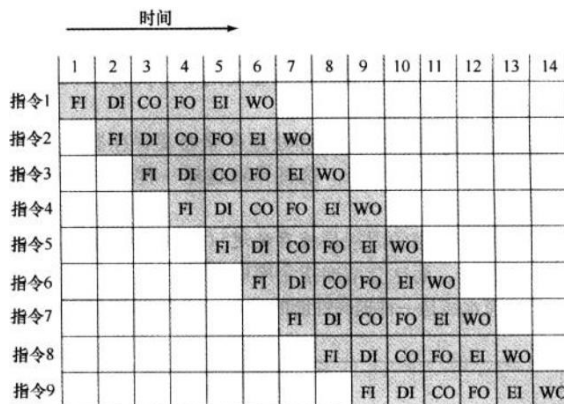 时间
1 2 3 4 5 6 7 8 9 10 11 12 13 14
指令1 FI DI CO FO EI WO
指令2 FI DI CO FO EI WO
指令3 FI DI CO FO EI WO
指令4 FI DI CO FO EI WO
指令5 FI DI CO FO EI WO
指令6 FI DI CO FO EI WO
指令7 FI DI CO FO EI WO
指令8 FI DI CO FO EI WO
指令9 FI DI CO FO EI WO